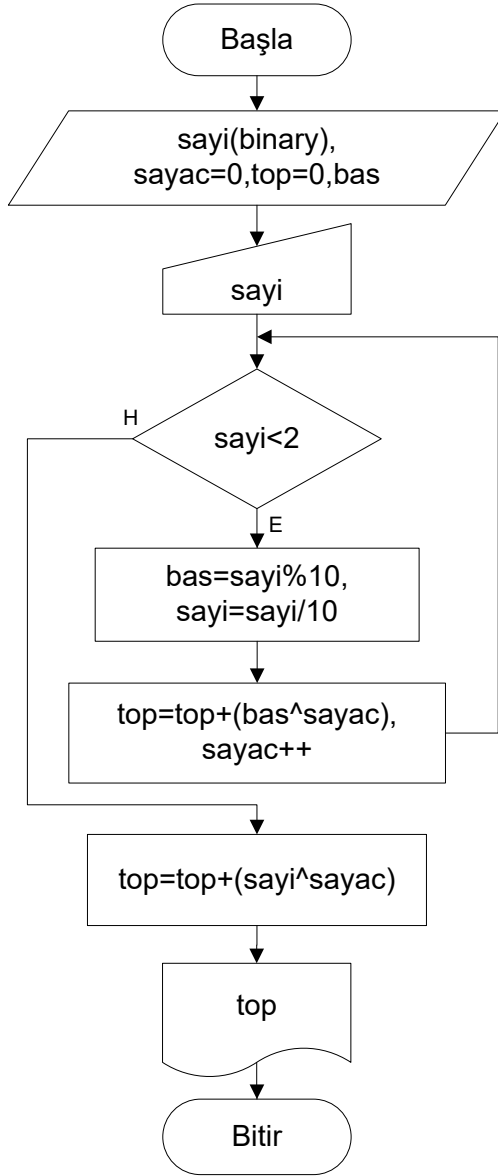 Başla
sayi(binary),
sayac=0,top=0,bas
sayi
H
sayi<2
E
bas=sayi%10,
sayi=sayi/10
top=top+(bas^sayac),
sayac++
top=top+(sayi^sayac)
top
Bitir